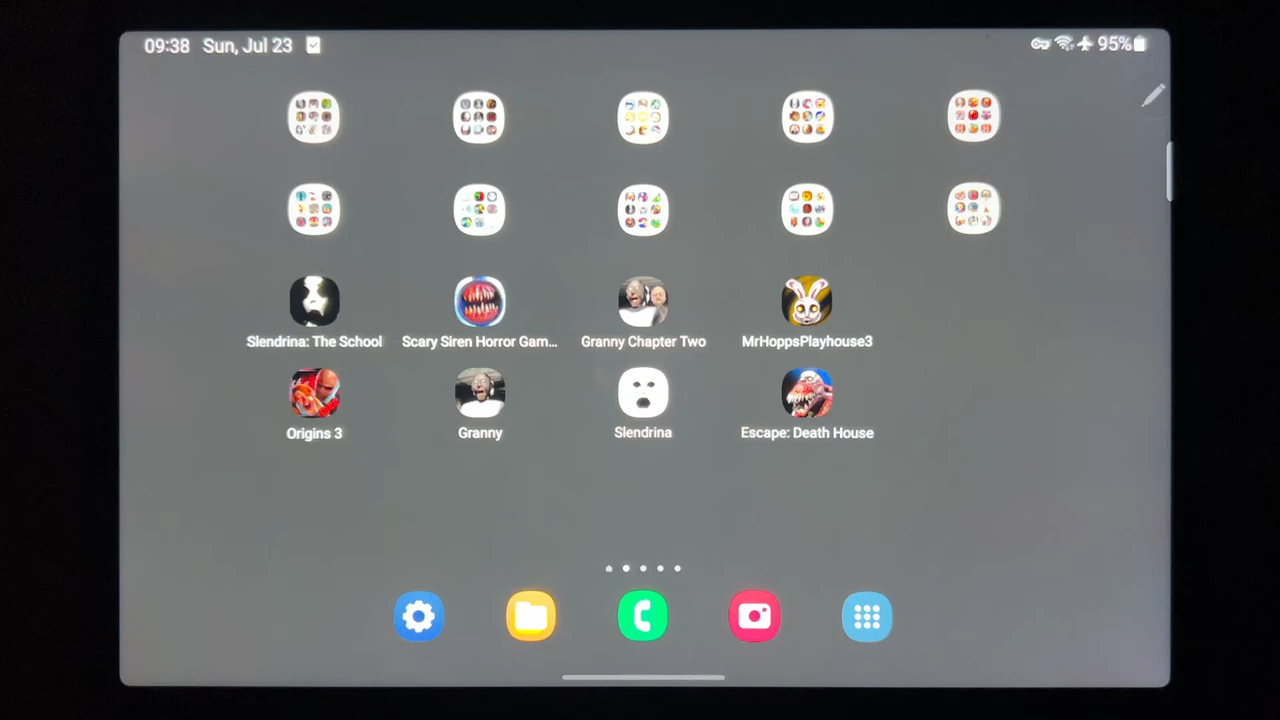 09:38 Sun, Jul 23
95%
Slendrina: The School
Scary Siren Horror Gam...
Granny Chapter Two
MrHoppsPlayhouse3
Origins 3
Granny
Slendrina
Escape: Death House